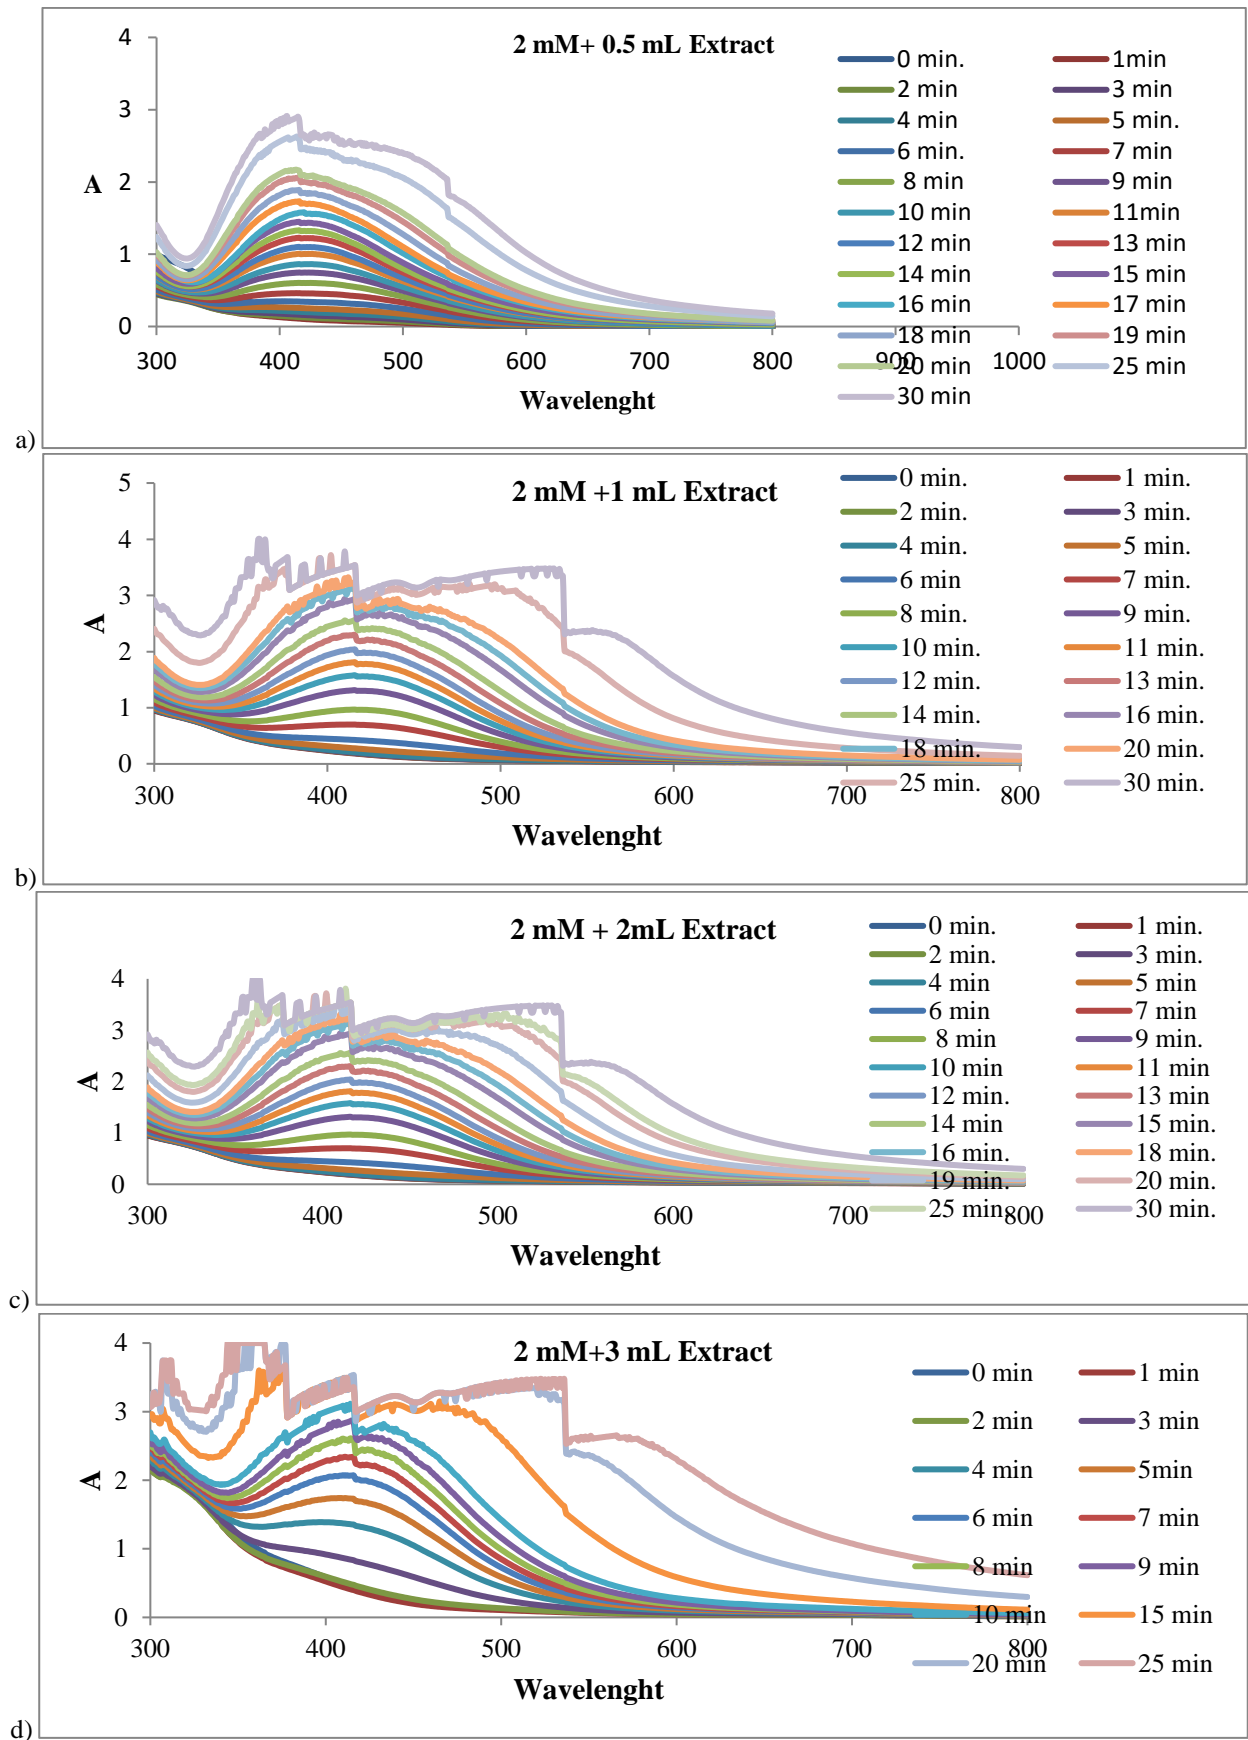 2 mM+ 0.5 mL Extract
4
3
2
1
0
A
300 400 500 600 700 800 900 1000
Wavelenght
0 min. 1min
2 min 3 min
4 min 5 min.
6 min. 7 min
8 min 9 min
10 min 11min
12 min 13 min
14 min 15 min
16 min 17 min
18 min 19 min
20 min 25 min
30 min
a)
2 mM +1 mL Extract
5
4
3
2
1
0
A
300 400 500 600 700 800
Wavelenght
0 min. 1 min.
2 min. 3 min.
4 min. 5 min.
6 min 7 min.
8 min. 9 min.
10 min. 11 min.
12 min. 13 min.
14 min. 16 min.
18 min. 20 min.
25 min. 30 min.
b)
2 mM + 2mL Extract
4
3
2
1
0
A
300 400 500 600 700 800
Wavelenght
0 min. 1 min.
2 min. 3 min.
4 min 5 min
6 min 7 min
8 min 9 min.
10 min 11 min
12 min 13 min
14 min 15 min.
16 min. 18 min.
19 min. 20 min.
25 min. 30 min.
c)
2 mM+3 mL Extract
4
3
2
1
0
A
300 400 500 600 700 800
Wavelenght
0 min 1 min
2 min 3 min
4 min 5min
6 min 7 min
8 min 9 min
10 min 15 min
20 min 25 min
d)